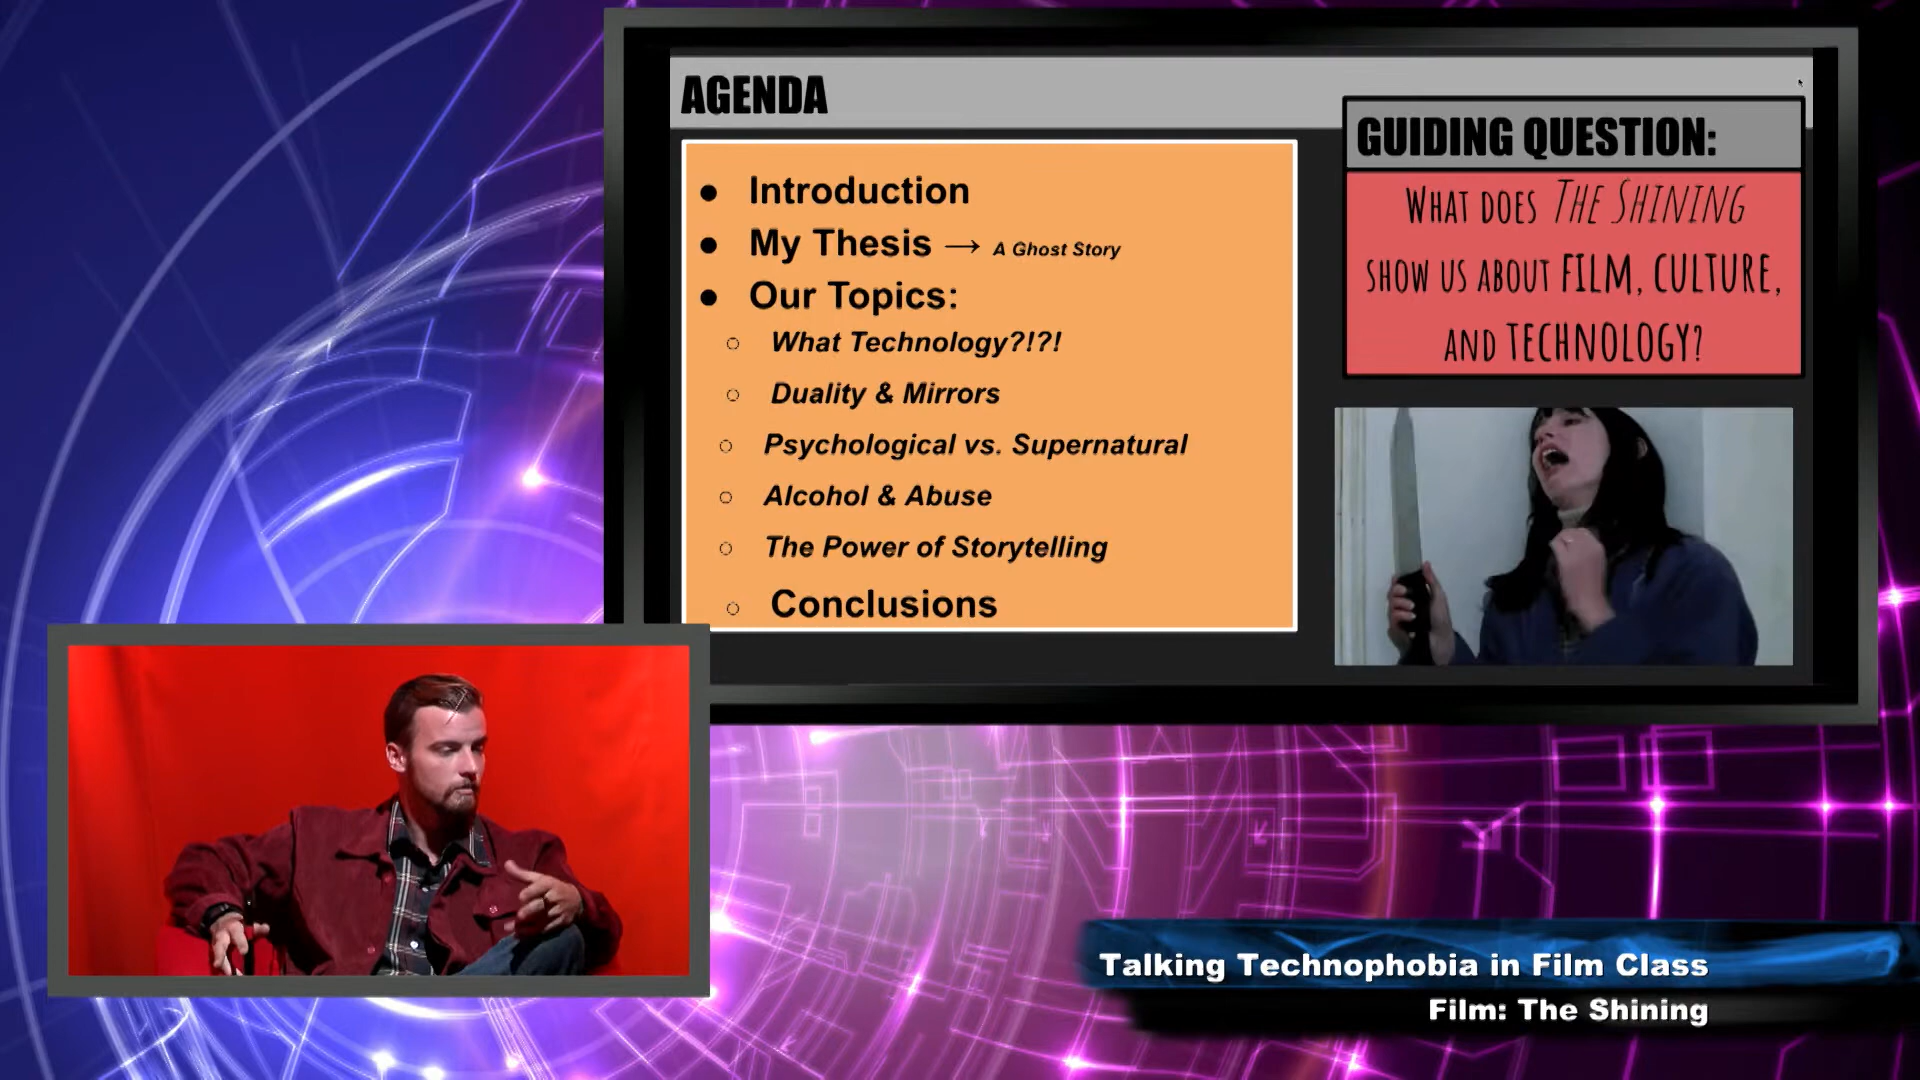 AGENDA
● Introduction
● My Thesis → A Ghost Story
● Our Topics:
○ What Technology?!?!
○ Duality & Mirrors
○ Psychological vs. Supernatural
○ Alcohol & Abuse
○ The Power of Storytelling
○ Conclusions
GUIDING QUESTION:
WHAT DOES THE SHINING
SHOW US ABOUT FILM, CULTURE,
AND TECHNOLOGY?
Talking Technophobia in Film Class
Film: The Shining